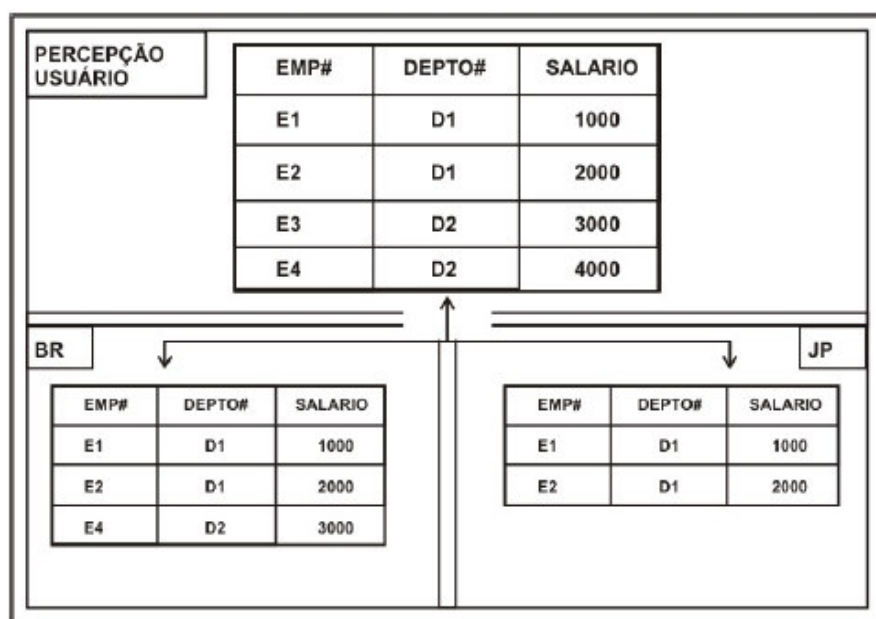 PERCEPÇÃO
USUÁRIO
EMP# DEPTO# SALARIO
E1 D1 1000
E2 D1 2000
E3 D2 3000
E4 D2 4000
BR
EMP# DEPTO# SALARIO
E1 D1 1000
E2 D1 2000
E4 D2 3000
JP
EMP# DEPTO# SALARIO
E1 D1 1000
E2 D1 2000